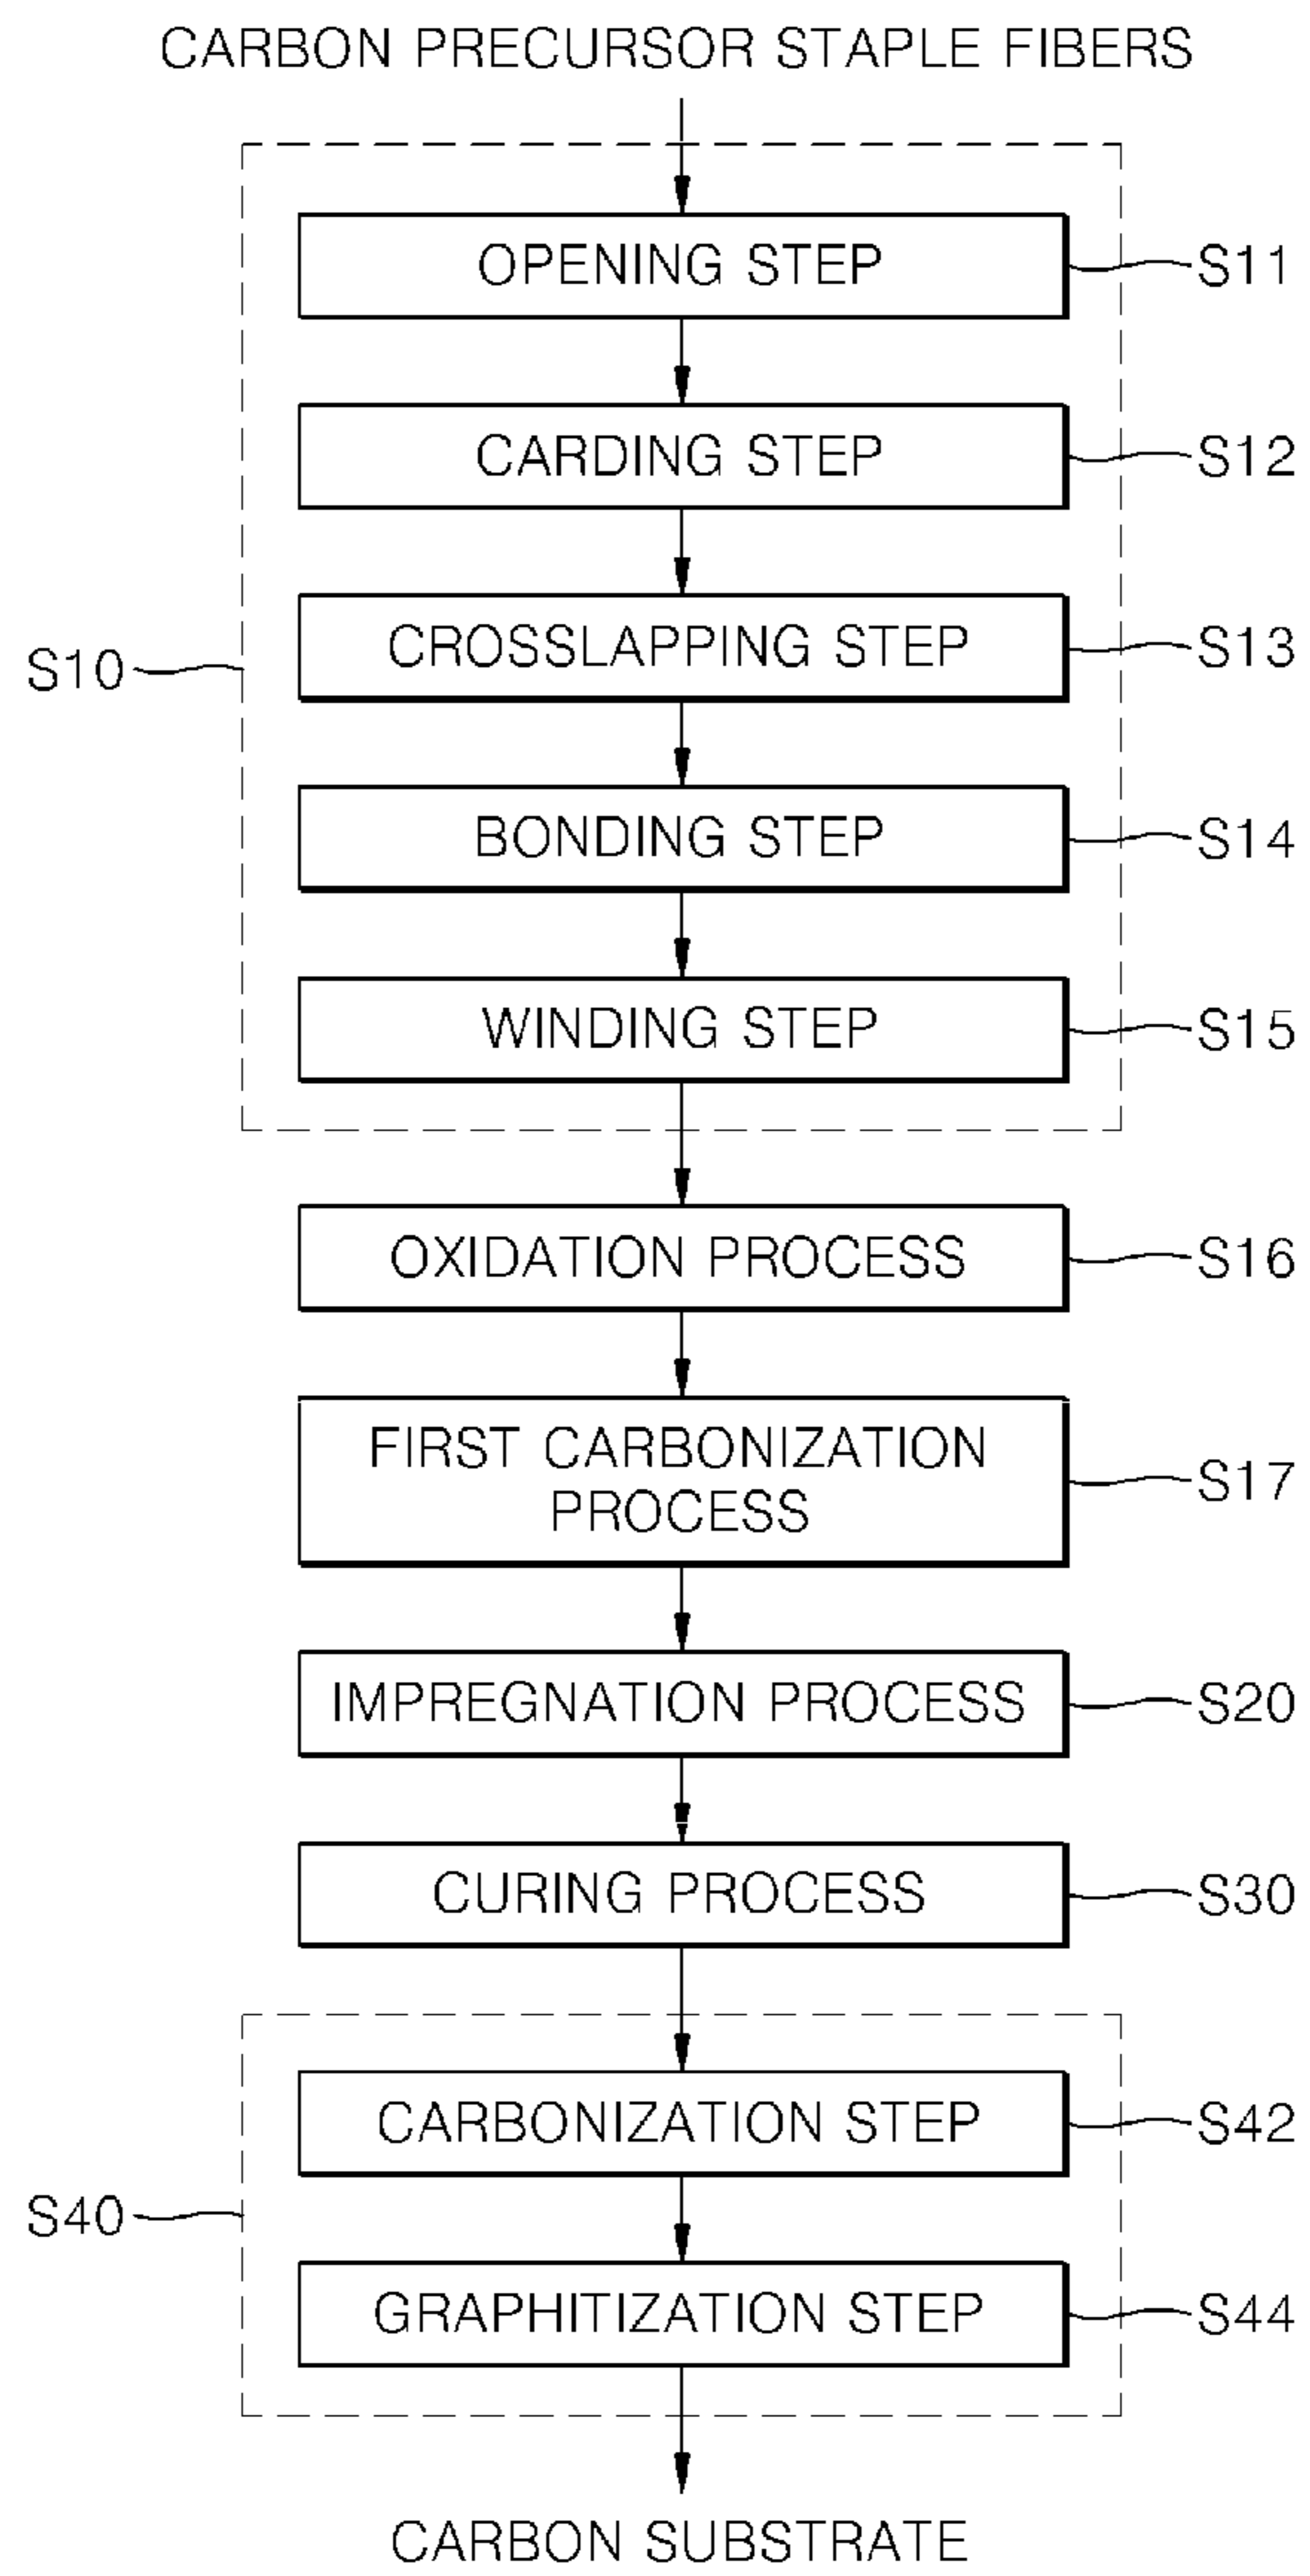 CARBON PRECURSOR STAPLE FIBERS
OPENING STEP
S11
CARDING STEP
S12
CROSSLAPPING STEP
S13
S10
BONDING STEP
S14
WINDING STEP
S15
OXIDATION PROCESS
S16
FIRST CARBONIZATION
PROCESS
S17
IMPREGNATION PROCESS
S20
CURING PROCESS
S30
CARBONIZATION STEP
S42
S40
GRAPHITIZATION STEP
S44
CARBON SUBSTRATE